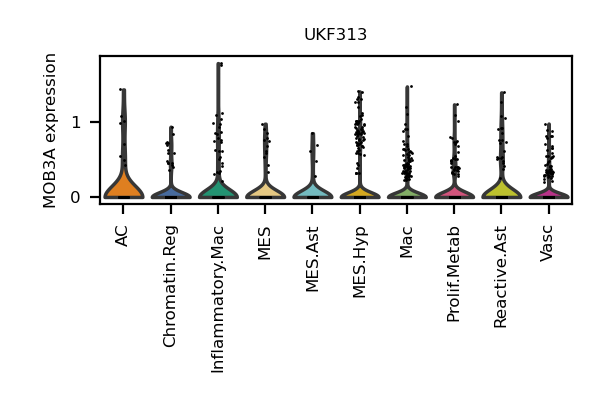 UKF313
MOB3A expression
1
0
AC
Chromatin.Reg
Inflammatory.Mac
MES
MES.Ast
MES.Hyp
Mac
Prolif.Metab
Reactive.Ast
Vasc